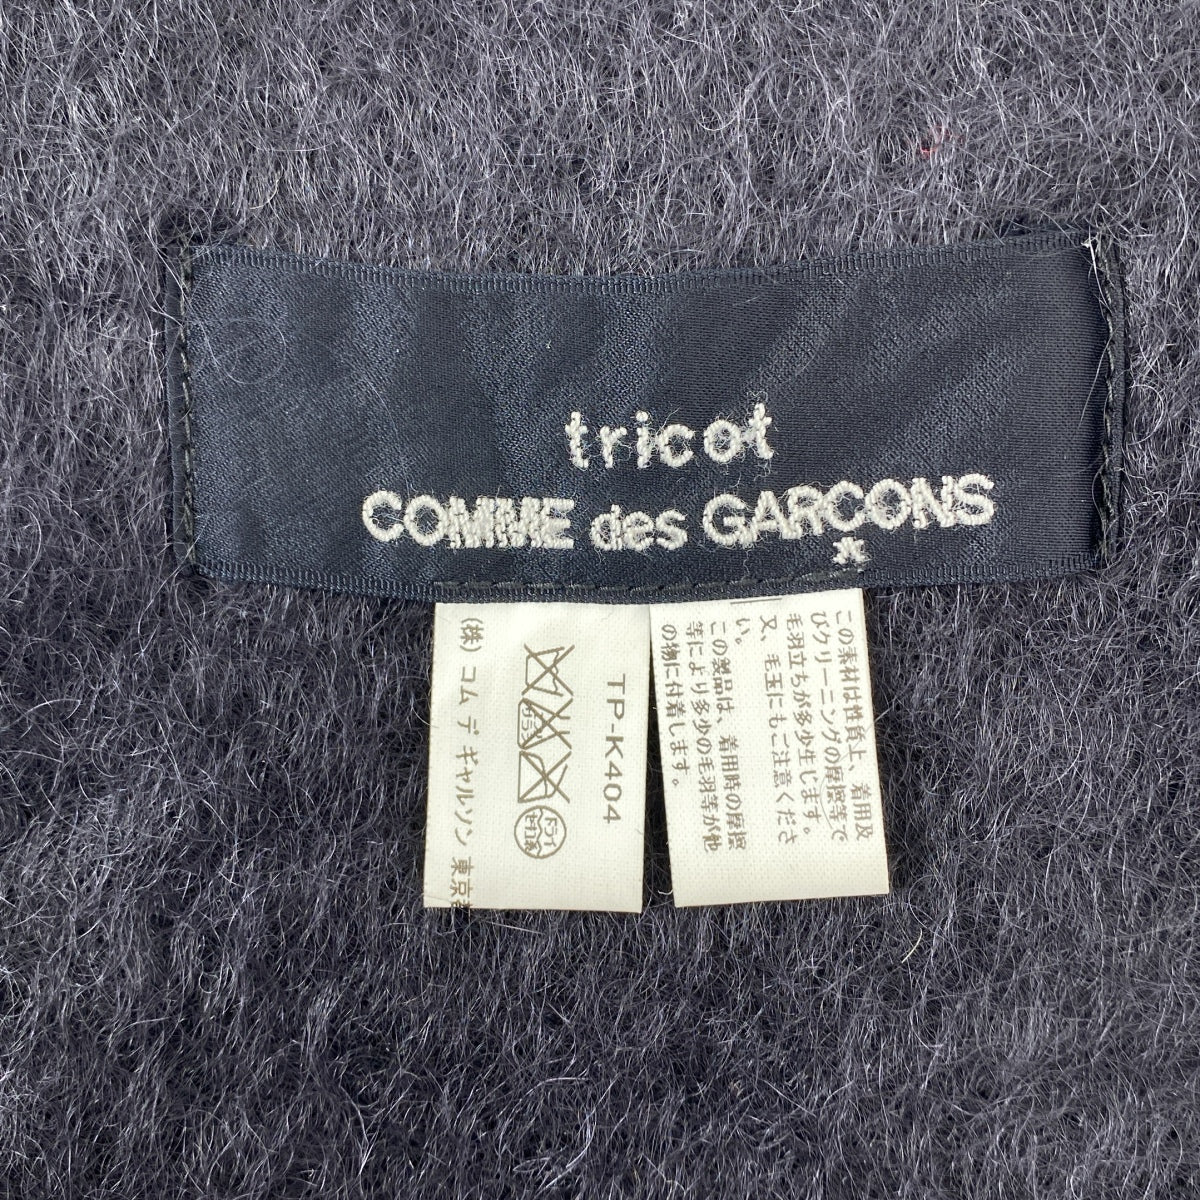 tricot
COMME des GARCONS
*
TP-K404
ドライ
セキユ系
(株) コム デ ギャルソン 東京都
この素材は性質上、着用及
びクリーニングの摩擦等で
毛羽立ちが多少生じます。
又、毛玉にもご注意くださ
い。
この製品は、着用時の摩擦
等により多少の毛羽等が他
の物に付着します。